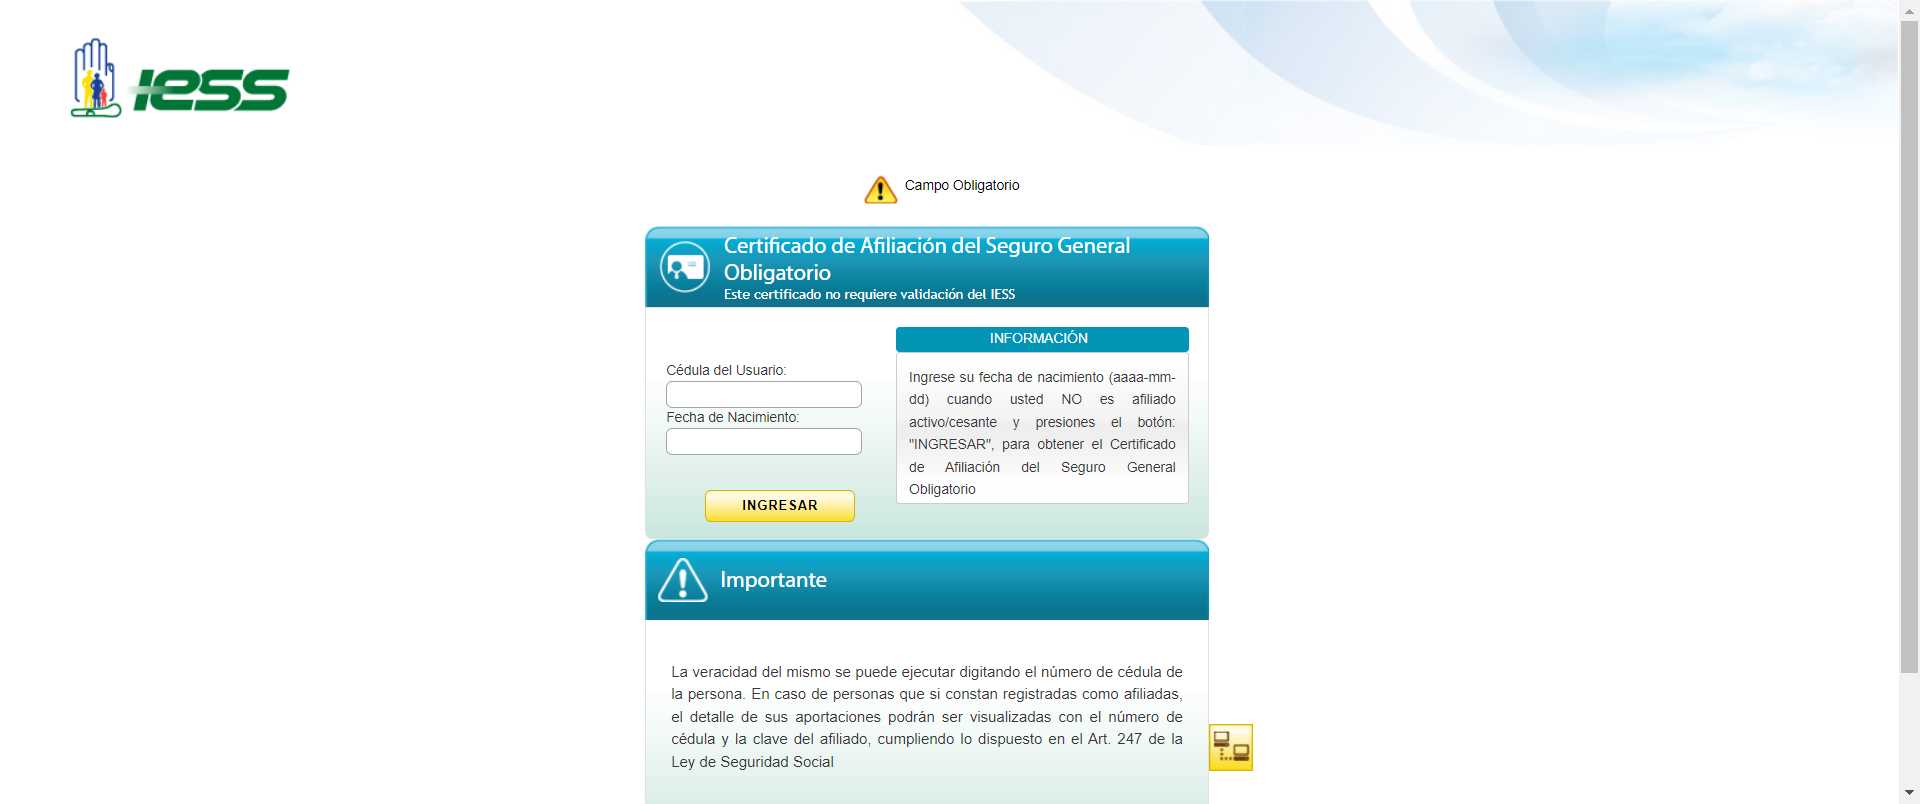 IESS
Campo Obligatorio
Certificado de Afiliación del Seguro General
Obligatorio
Este certificado no requiere validación del IESS
Cédula del Usuario:
Fecha de Nacimiento:
INGRESAR
INFORMACIÓN
Ingrese su fecha de nacimiento (aaaa-mm-
dd) cuando usted NO es afiliado
activo/cesante y presiones el botón:
"INGRESAR", para obtener el Certificado
de Afiliación del Seguro General
Obligatorio
Importante
La veracidad del mismo se puede ejecutar digitando el número de cédula de
la persona. En caso de personas que si constan registradas como afiliadas,
el detalle de sus aportaciones podrán ser visualizadas con el número de
cédula y la clave del afiliado, cumpliendo lo dispuesto en el Art. 247 de la
Ley de Seguridad Social